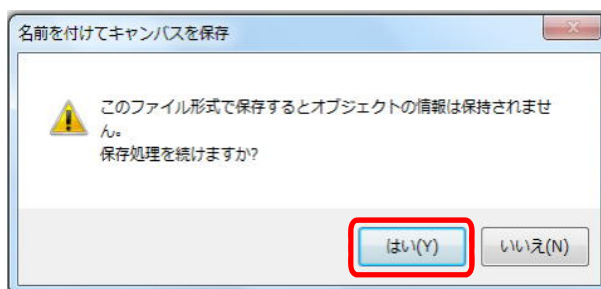 名前を付けてキャンバスを保存
このファイル形式で保存するとオブジェクトの情報は保持されませ
ん。
保存処理を続けますか?
はい(Y)
いいえ(N)